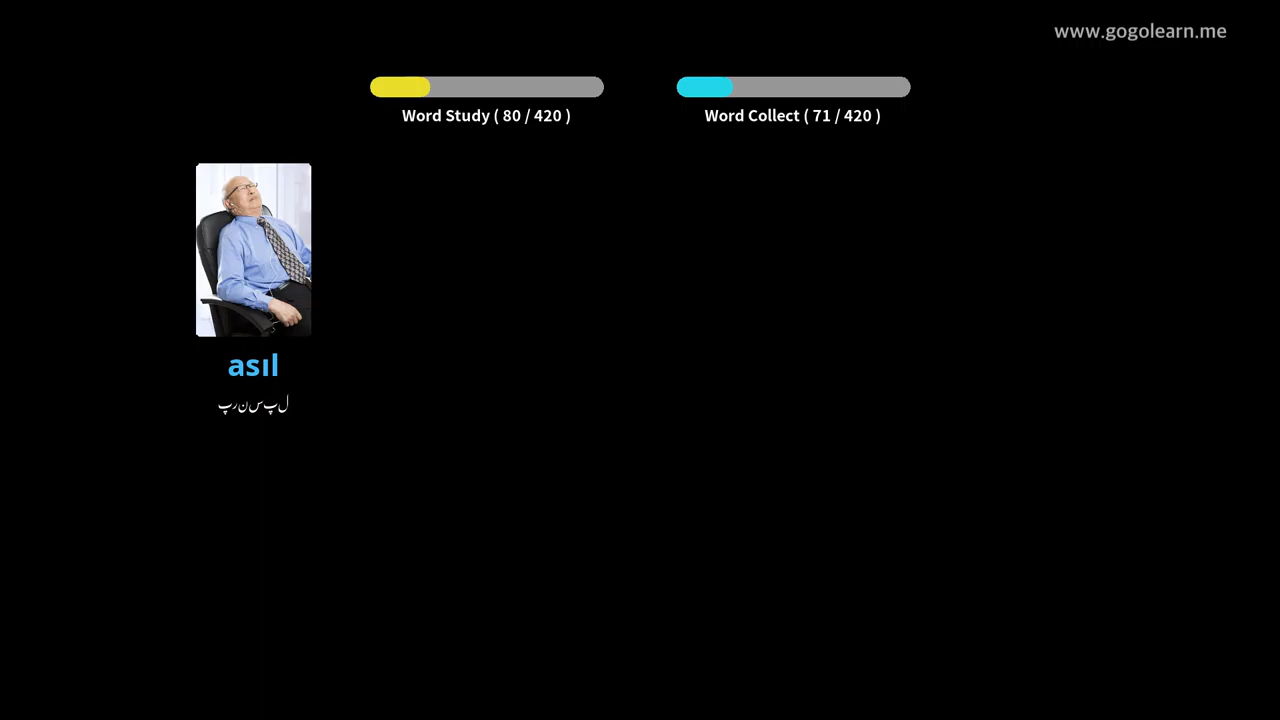 www.gogolearn.me
Word Study ( 80 / 420 )
Word Collect ( 71 / 420 )
asıl
ل پ س ن ر پ